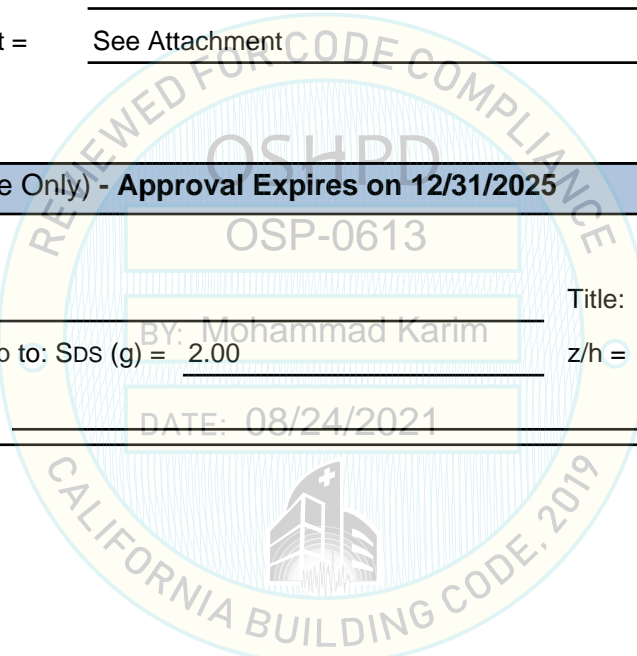 t = See Attachment
REVIEWED FOR CODE COMPLIANCE
OSHPD
e Only) - Approval Expires on 12/31/2025
OSP-0613
Title:
BY: Mohammad Karim
o to: SDS (g) = 2.00 z/h =
DATE: 08/24/2021
CALIFORNIA BUILDING CODE, 2019